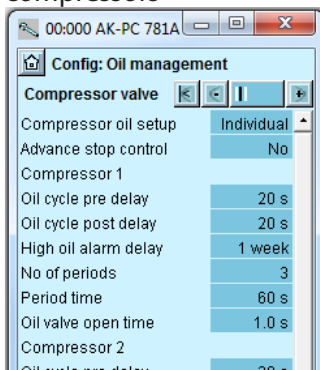 00:000 AK-PC 781A
Config: Oil management
Compressor valve
Compressor oil setup Individual
Advance stop control No
Compressor 1
Oil cycle pre delay 20 s
Oil cycle post delay 20 s
High oil alarm delay 1 week
No of periods 3
Period time 60 s
Oil valve open time 1.0 s
Compressor 2